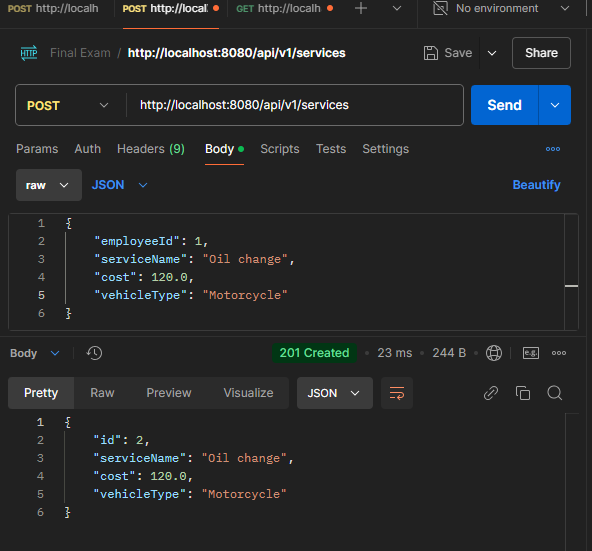 POST http://localh POST http://local GET http://localh No environment
HTTP Final Exam / http://localhost:8080/api/v1/services Save Share
POST http://localhost:8080/api/v1/services Send
Params Auth Headers (9) Body Scripts Tests Settings
raw JSON Beautify
1 {
2 "employeeId": 1,
3 "serviceName": "Oil change",
4 "cost": 120.0,
5 "vehicleType": "Motorcycle"
6 }
Body 201 Created 23 ms 244 B e.g.
Pretty Raw Preview Visualize JSON
1 {
2 "id": 2,
3 "serviceName": "Oil change",
4 "cost": 120.0,
5 "vehicleType": "Motorcycle"
6 }